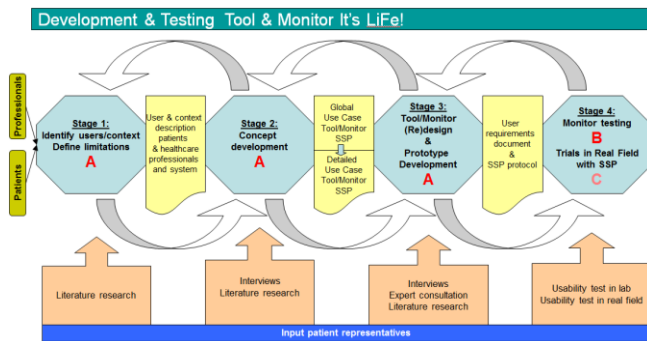 Development & Testing Tool & Monitor It's LiFe!
Professionals
Patients
Stage 1:
Identify users/context
Define limitations
A
User & context
description
patients
& healthcare
professionals
and system
Stage 2:
Concept
development
A
Global
Use Case
Tool/Monitor
SSP
Detailed
Use Case
Tool/Monitor
SSP
Stage 3:
Tool/Monitor
(Re)design
&
Prototype
Development
A
User
requirements
document
&
SSP protocol
Stage 4:
Monitor testing
B
Trials in Real Field
with SSP
C
Literature research
Interviews
Literature research
Interviews
Expert consultation
Literature research
Usability test in lab
Usability test in real field
Input patient representatives